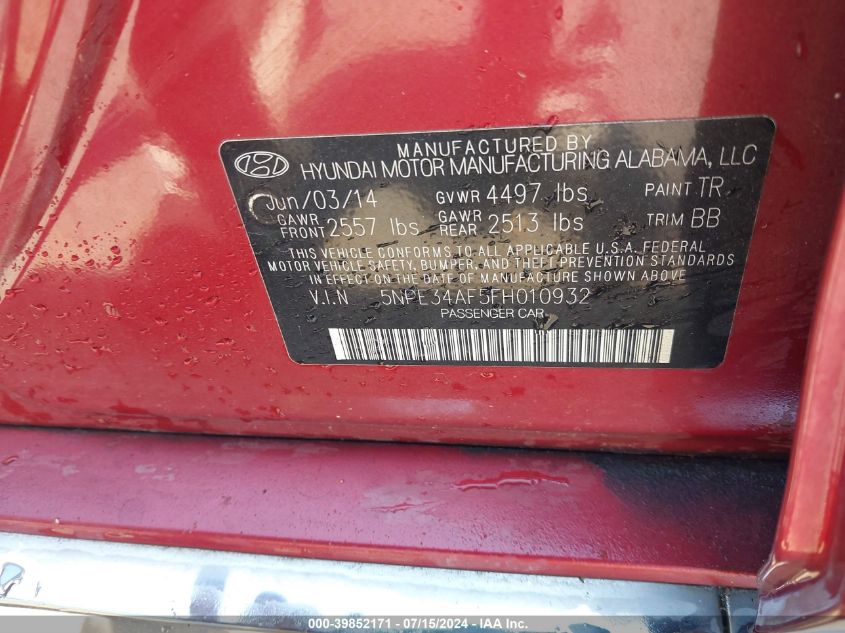 MANUFACTURED BY
HYUNDAI MOTOR MANUFACTURING ALABAMA, LLC
Jun/03/14 GVWR 4497 lbs PAINT TR
GAWR FRONT 2557 lbs GAWR REAR 2513 lbs TRIM BB
THIS VEHICLE CONFORMS TO ALL APPLICABLE U.S.A. FEDERAL
MOTOR VEHICLE SAFETY, BUMPER, AND THEFT PREVENTION STANDARDS
IN EFFECT ON THE DATE OF MANUFACTURE SHOWN ABOVE
V.I.N 5NPE34AF5FH010932
PASSENGER CAR
000-39852171 - 07/15/2024 - IAA, Inc.